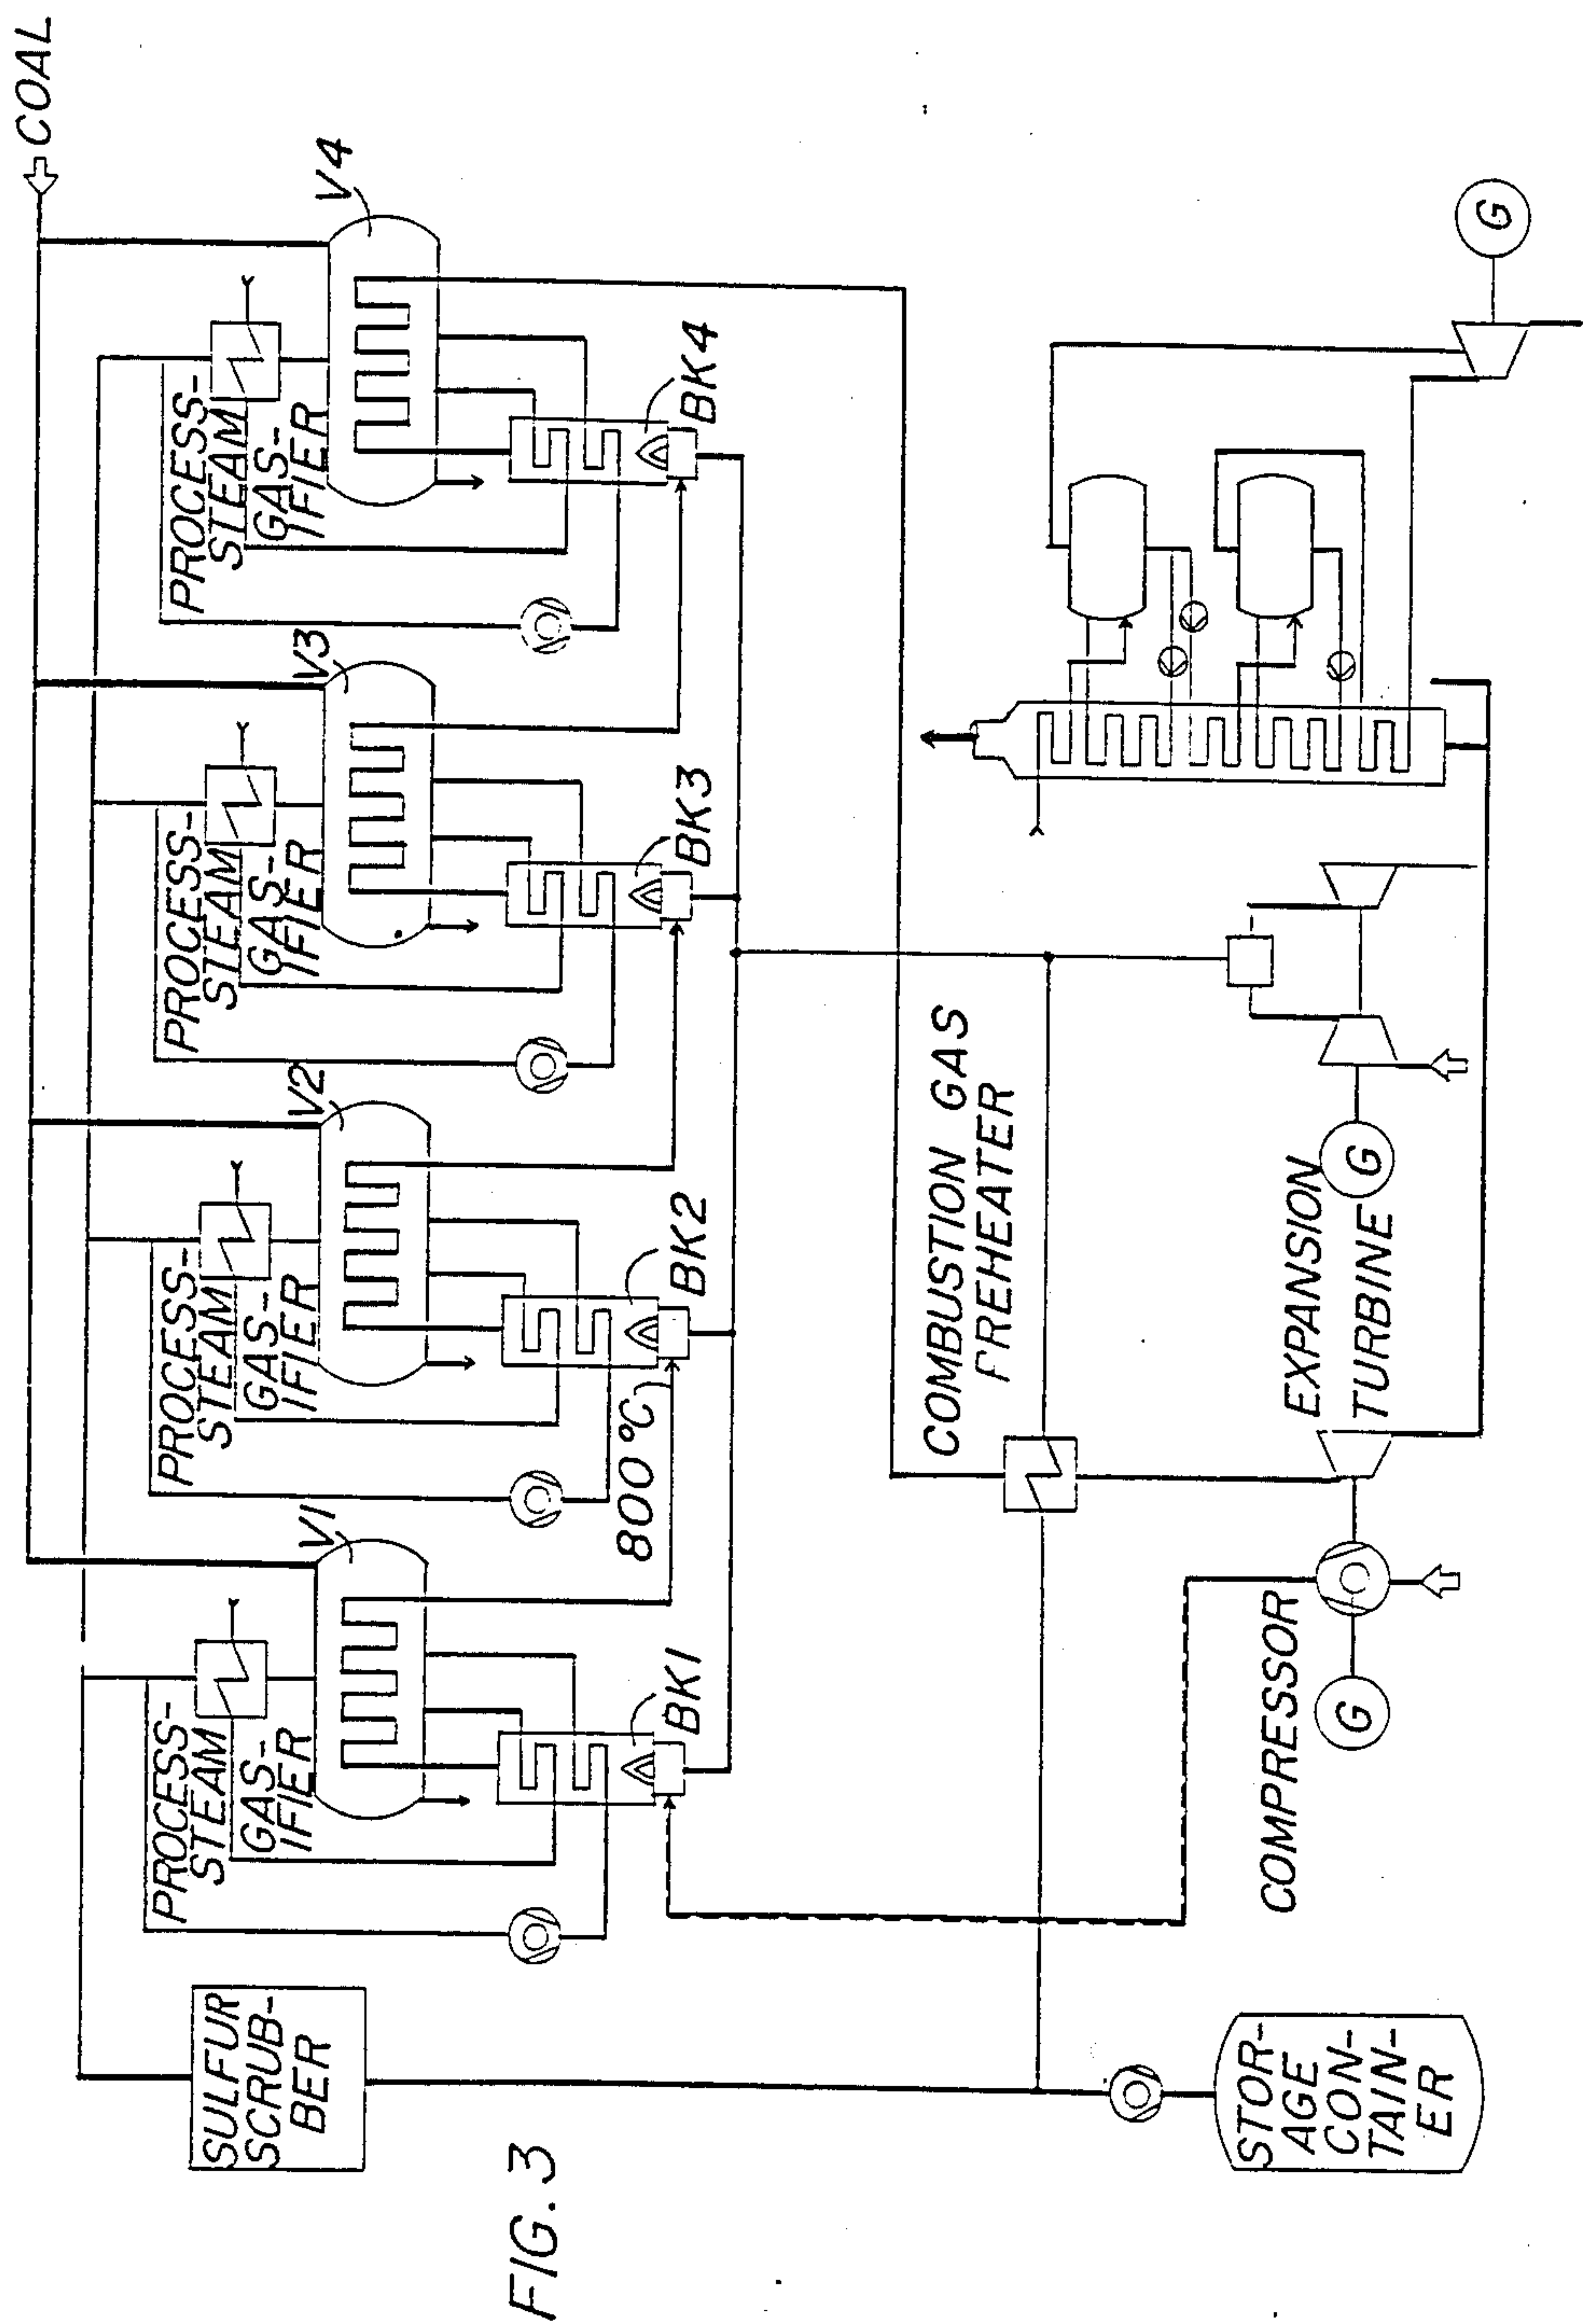 COAL
SULFUR
SCRUB-
BER
PROCESS-
STEAM
GAS-
IFIER
V1
PROCESS-
STEAM
GAS-
IFIER
V2
PROCESS-
STEAM
GAS-
IFIER
V3
PROCESS-
STEAM
GAS-
IFIER
V4
BK1
800 °C
BK2
BK3
BK4
FIG. 3
COMBUSTION GAS
PREHEATER
STOR-
AGE
CON-
TAIN-
ER
COMPRESSOR
G
EXPANSION
TURBINE
G
G